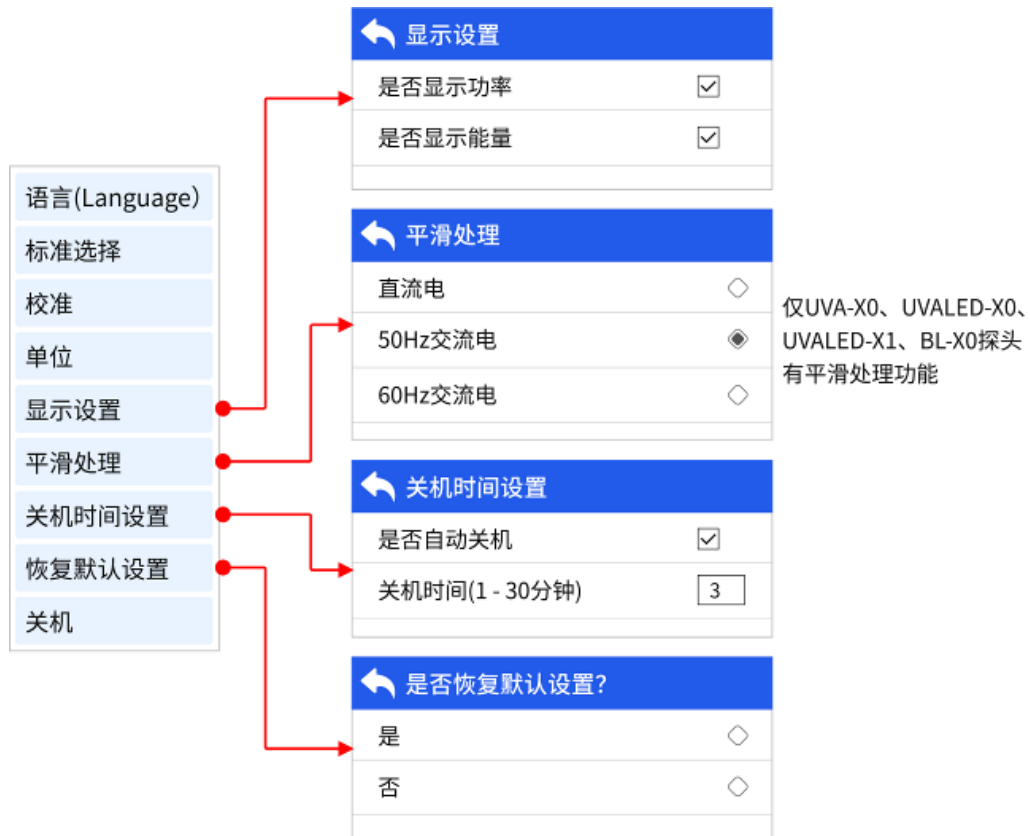 语言(Language）
标准选择
校准
单位
显示设置
平滑处理
关机时间设置
恢复默认设置
关机
显示设置
是否显示功率
是否显示能量
平滑处理
直流电
50Hz交流电
60Hz交流电
仅UVA-X0、UVALED-X0、
UVALED-X1、BL-X0探头
有平滑处理功能
关机时间设置
是否自动关机
关机时间(1 - 30分钟)
3
是否恢复默认设置?
是
否